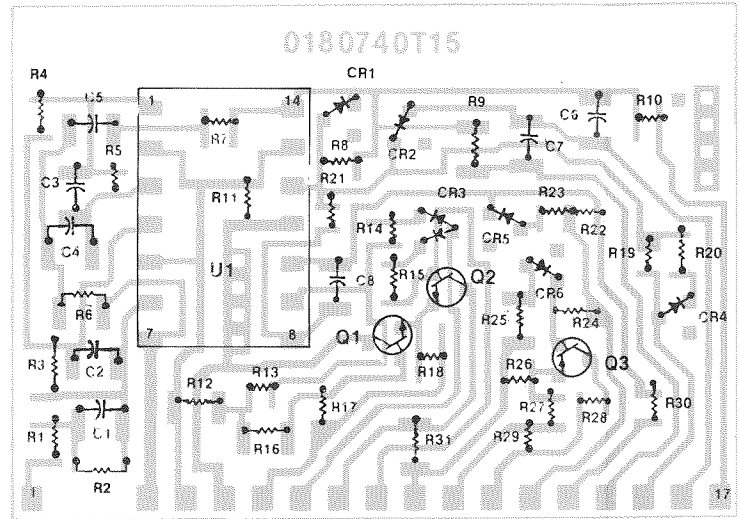 0180740T15
R4
CR1
C5
1
14
R9
C6
R10
R7
R8
CR2
C7
R5
C3
R11
R21
CR3
R23
R14
CR5
R22
R19
R20
C4
U1
C8
R15
Q2
CR6
R6
R25
R24
CR4
7
8
Q1
R3
C2
R13
R18
R26
Q3
R12
R17
R27
R28
R30
R1
C1
R16
R31
R29
R2
1
17